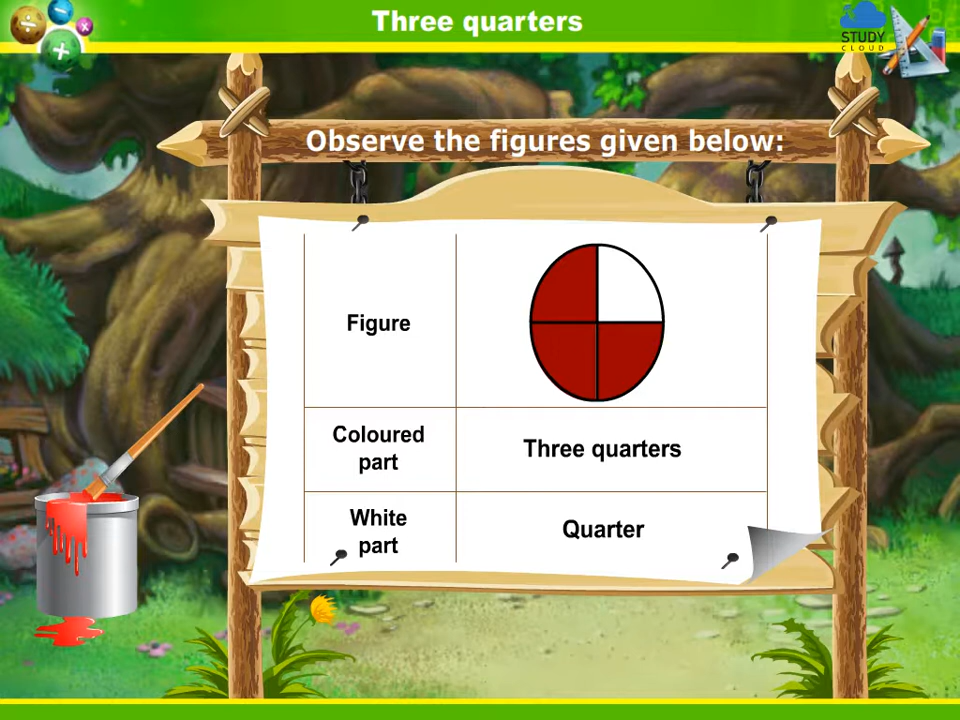 Three quarters
STUDY
CLOUD
Observe the figures given below:
Figure
Coloured
part
Three quarters
White
part
Quarter